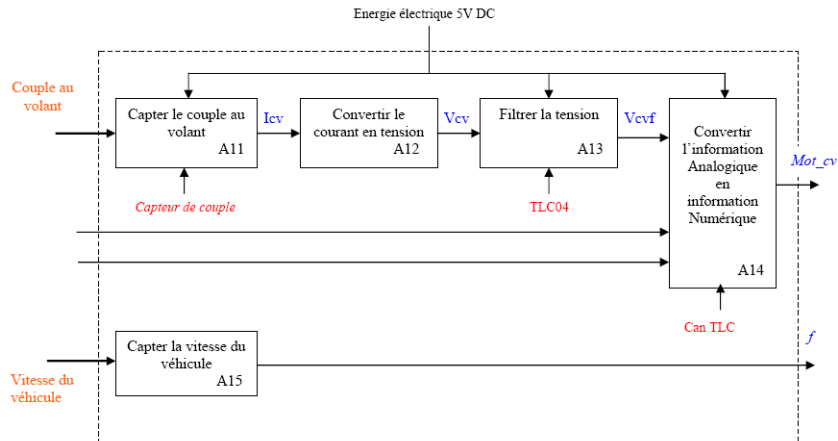 Energie électrique 5V DC
Couple au
volant
Capter le couple au
volant
A11
Icv
Convertir le
courant en tension
A12
Vcv
Filtrer la tension
A13
Vcvf
Convertir
l'information
Analogique
en
information
Numérique
A14
Mot_cv
Capteur de couple
TLC04
Can TLC
Capter la vitesse du
véhicule
A15
f
Vitesse du
véhicule